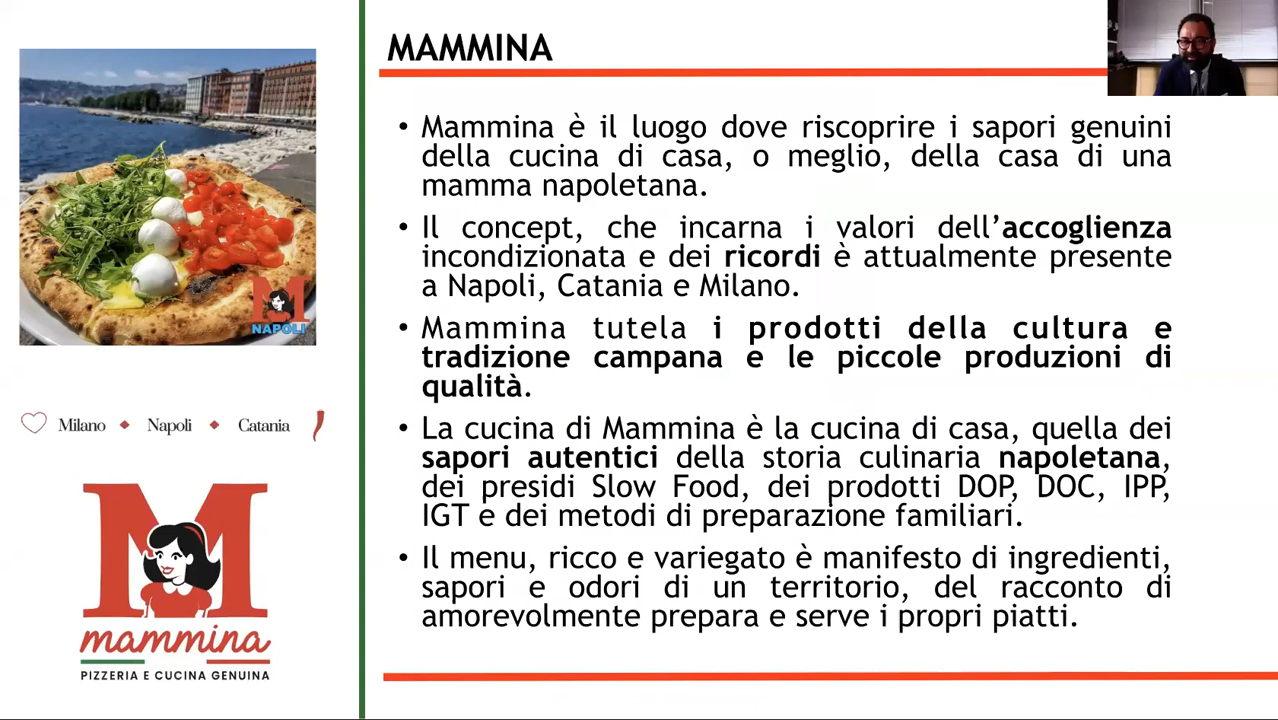 MAMMINA
• Mammina è il luogo dove riscoprire i sapori genuini
della cucina di casa, o meglio, della casa di una
mamma napoletana.
• Il concept, che incarna i valori dell’accoglienza
incondizionata e dei ricordi è attualmente presente
a Napoli, Catania e Milano.
• Mammina tutela i prodotti della cultura e
tradizione campana e le piccole produzioni di
qualità.
• La cucina di Mammina è la cucina di casa, quella dei
sapori autentici della storia culinaria napoletana,
dei presidi Slow Food, dei prodotti DOP, DOC, IPP,
IGT e dei metodi di preparazione familiari.
• Il menu, ricco e variegato è manifesto di ingredienti,
sapori e odori di un territorio, del racconto di
amorevolmente prepara e serve i propri piatti.
M
NAPOLI
Milano ◆ Napoli ◆ Catania
M
mammina
PIZZERIA E CUCINA GENUINA